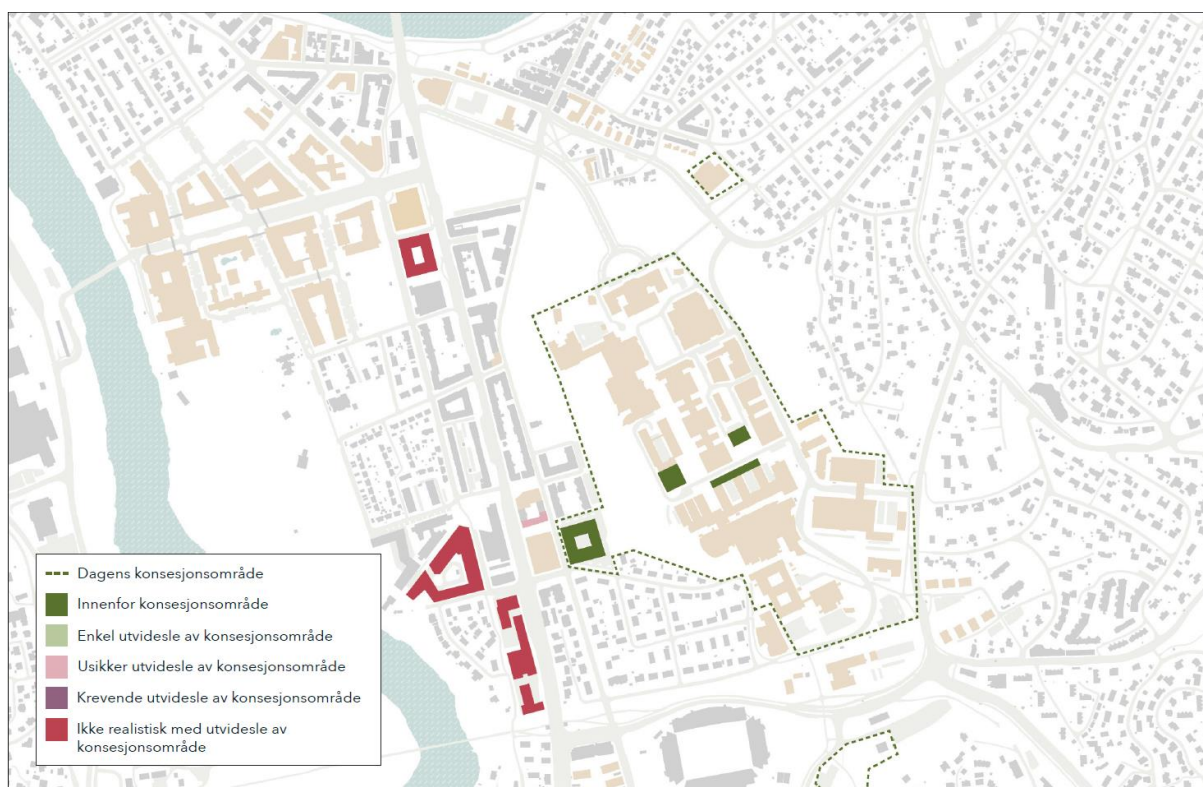 Dagens konsesjonsområde
Innenfor konsesjonsområde
Enkel utvidesle av konsesjonsområde
Usikker utvidesle av konsesjonsområde
Krevende utvidesle av konsesjonsområde
Ikke realistisk med utvidesle av
konsesjonsområde